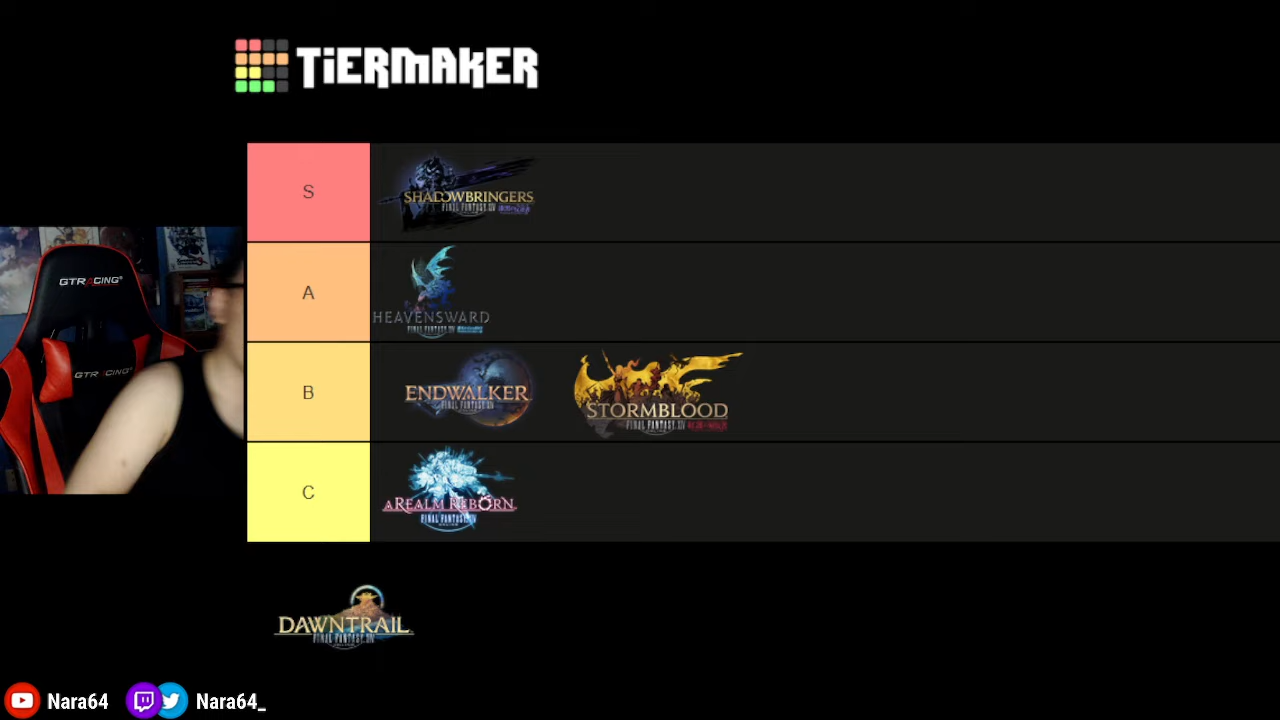 TiERMAKER
S
SHADOWBRINGERS
FINAL FANTASY XIV
GTRACING
A
HEAVENSWARD
FINAL FANTASY XIV
GTRACING
B
ENDWALKER
FINAL FANTASY XIV
STORMBLOOD
FINAL FANTASY XIV
C
A REALM REBORN
FINAL FANTASY XIV
ONLINE
DAWNTRAIL
FINAL FANTASY XIV
Nara64
Nara64_